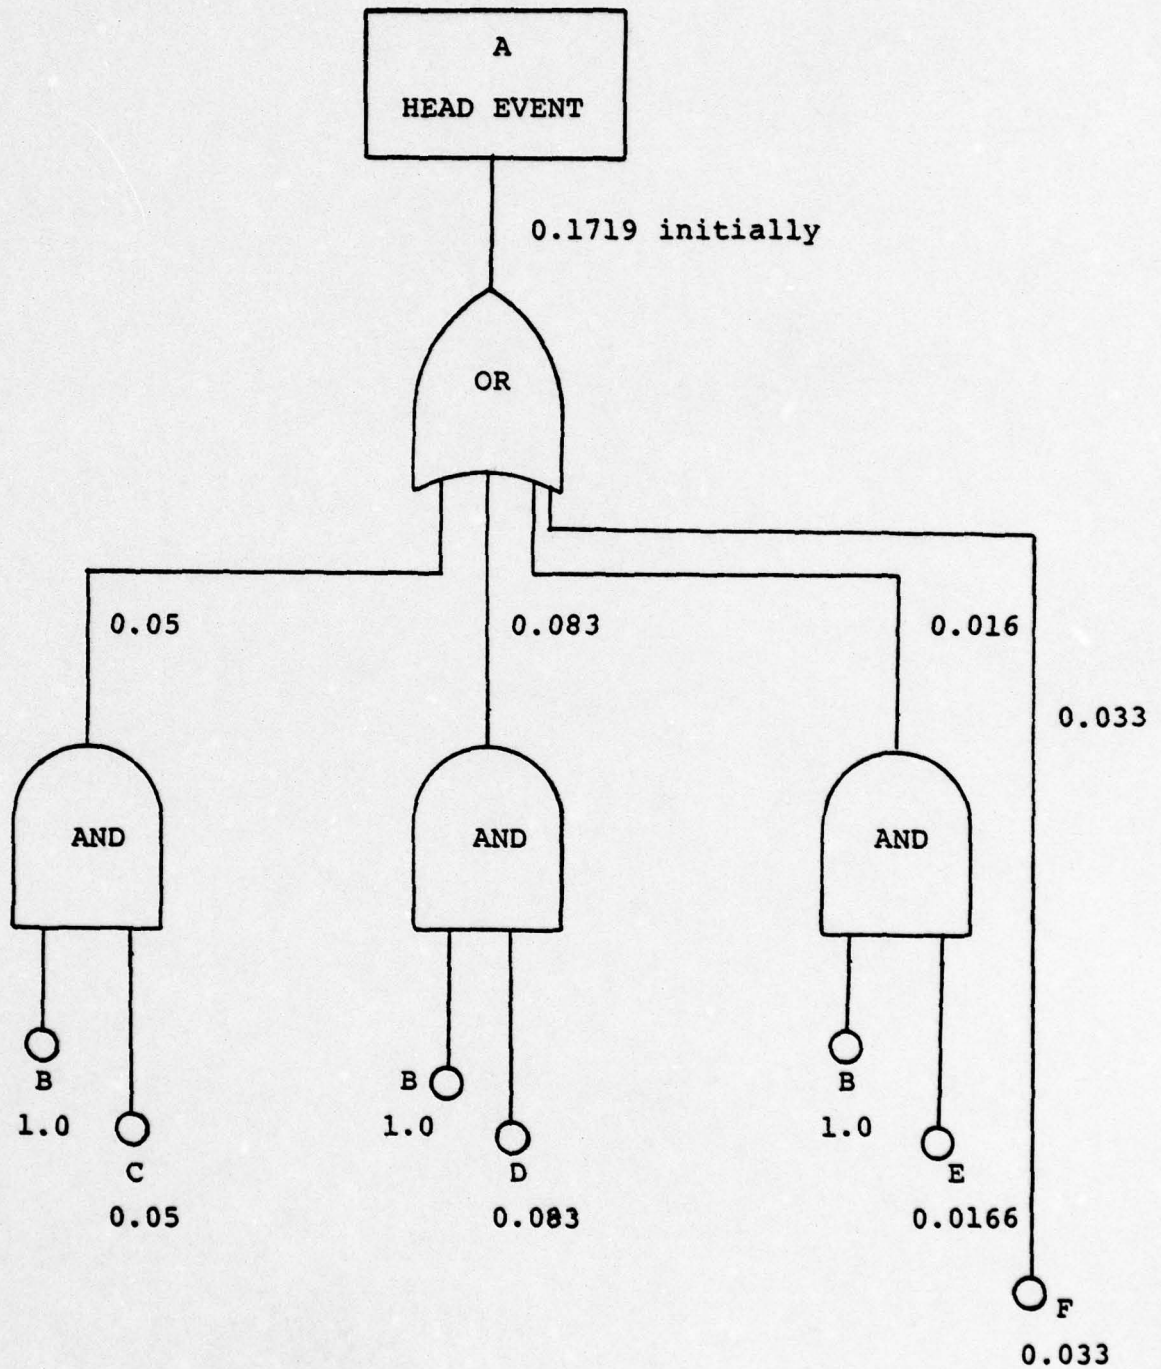 A
HEAD EVENT
0.1719 initially
OR
0.05
0.083
0.016
0.033
AND
AND
AND
B
1.0
C
0.05
B
1.0
D
0.083
B
1.0
E
0.0166
F
0.033